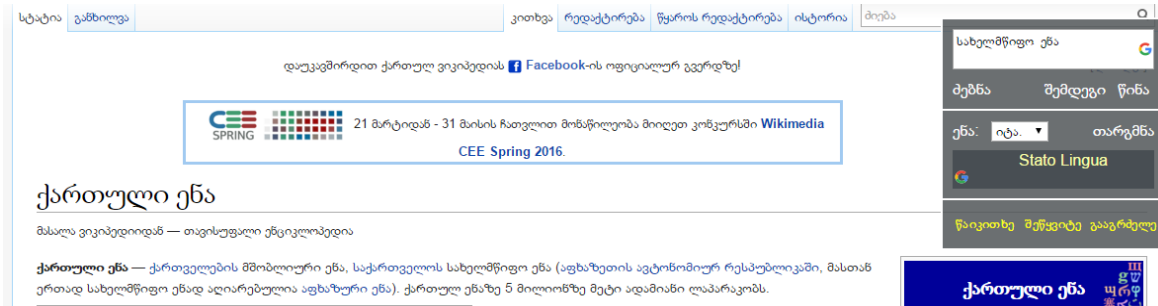 სტატია განხილვა კითხვა რედაქტირება წყაროს რედაქტირება ისტორია ძიება
სახელმწიფო ენა
დაუკავშირდით ქართულ ვიკიპედიას Facebook-ის ოფიციალურ გვერდზე!
ძებნა შემდეგი წინა
CEE SPRING
21 მარტიდან - 31 მაისის ჩათვლით მონაწილეობა მიიღეთ კონკურსში Wikimedia
CEE Spring 2016.
ენა: იტა. თარგმნა
Stato Lingua
ქართული ენა
წაიკითხე შეწყვიტე გააგრძელე
მასალა ვიკიპედიიდან — თავისუფალი ენციკლოპედია
ქართული ენა — ქართველების მშობლიური ენა, საქართველოს სახელმწიფო ენა (აფხაზეთის ავტონომიურ რესპუბლიკაში, მასთან
ერთად სახელმწიფო ენად აღიარებულია აფხაზური ენა). ქართულ ენაზე 5 მილიონზე მეტი ადამიანი ლაპარაკობს.
ქართული ენა